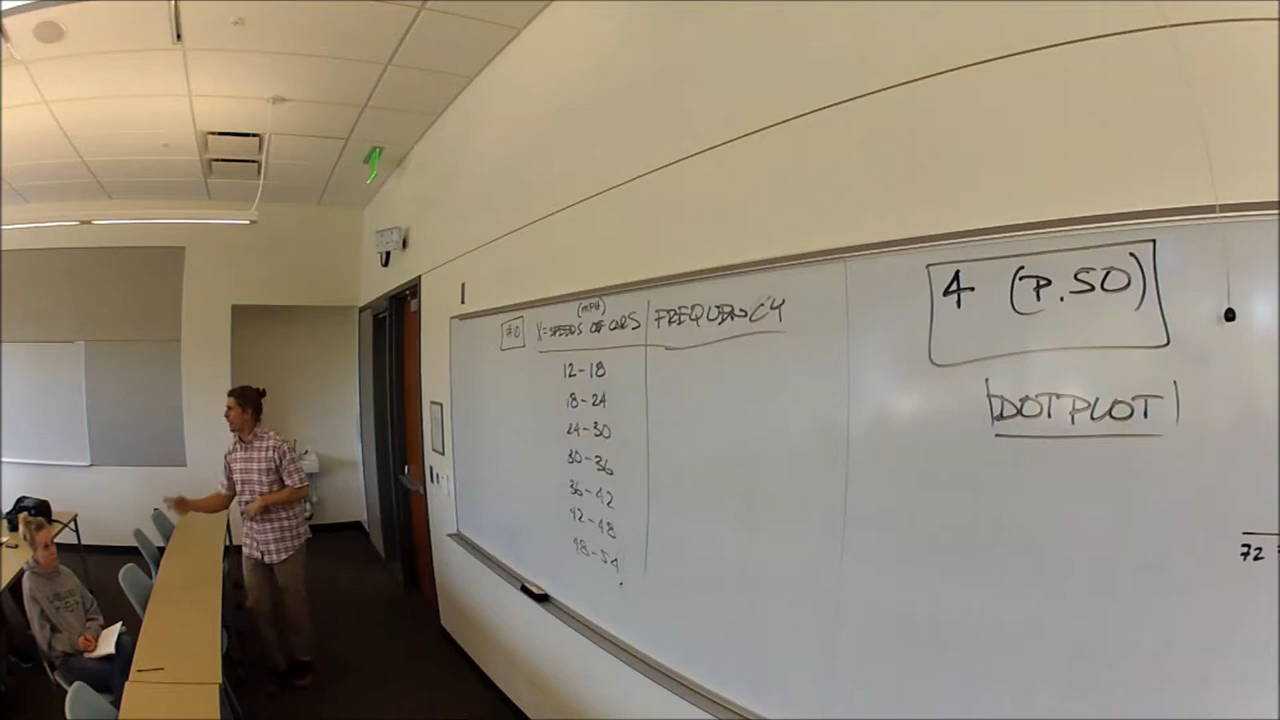 (mPH)
#10 X=SPEEDS OF CARS FREQUENCY
12-18
18-24
24-30
30-36
36-42
42-48
48-54
4 (P.50)
DOTPLOT
72